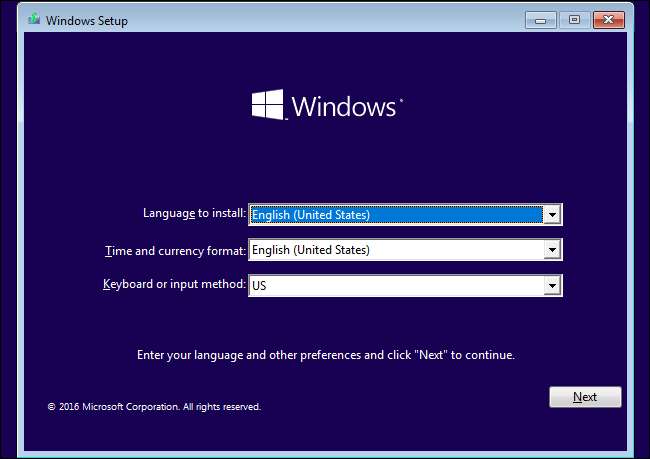 Windows Setup
Windows
Language to install: English (United States)
Time and currency format: English (United States)
Keyboard or input method: US
Enter your language and other preferences and click "Next" to continue.
Next
© 2016 Microsoft Corporation. All rights reserved.